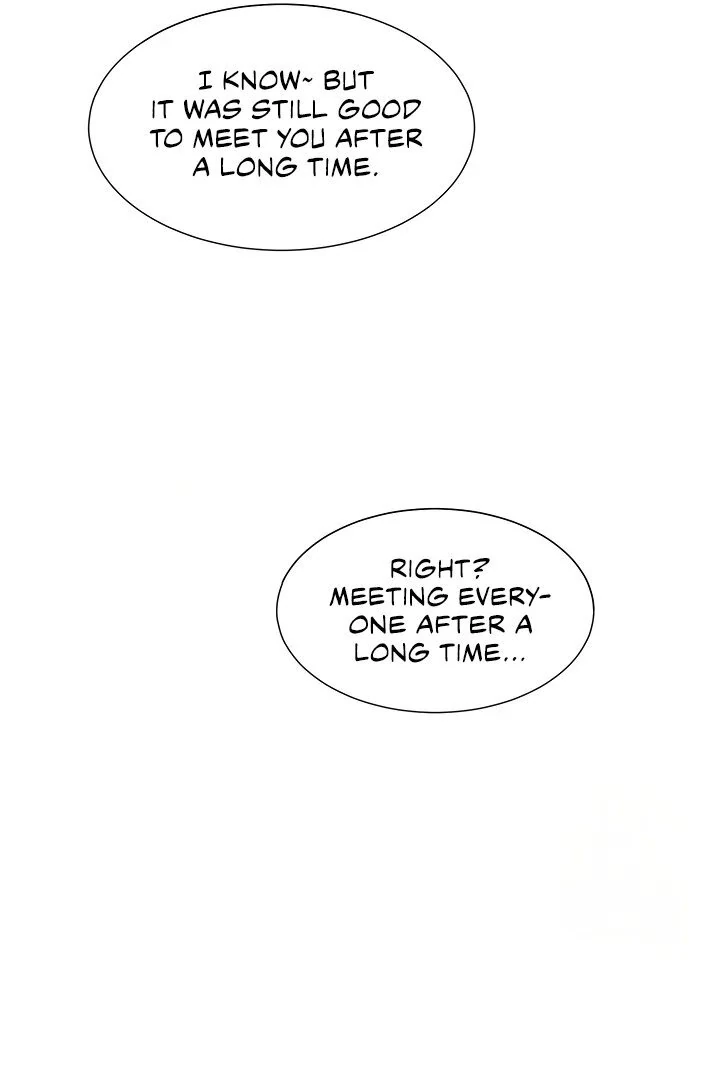 I KNOW~ BUT
IT WAS STILL GOOD
TO MEET YOU AFTER
A LONG TIME.
RIGHT?
MEETING EVERY-
ONE AFTER A
LONG TIME...